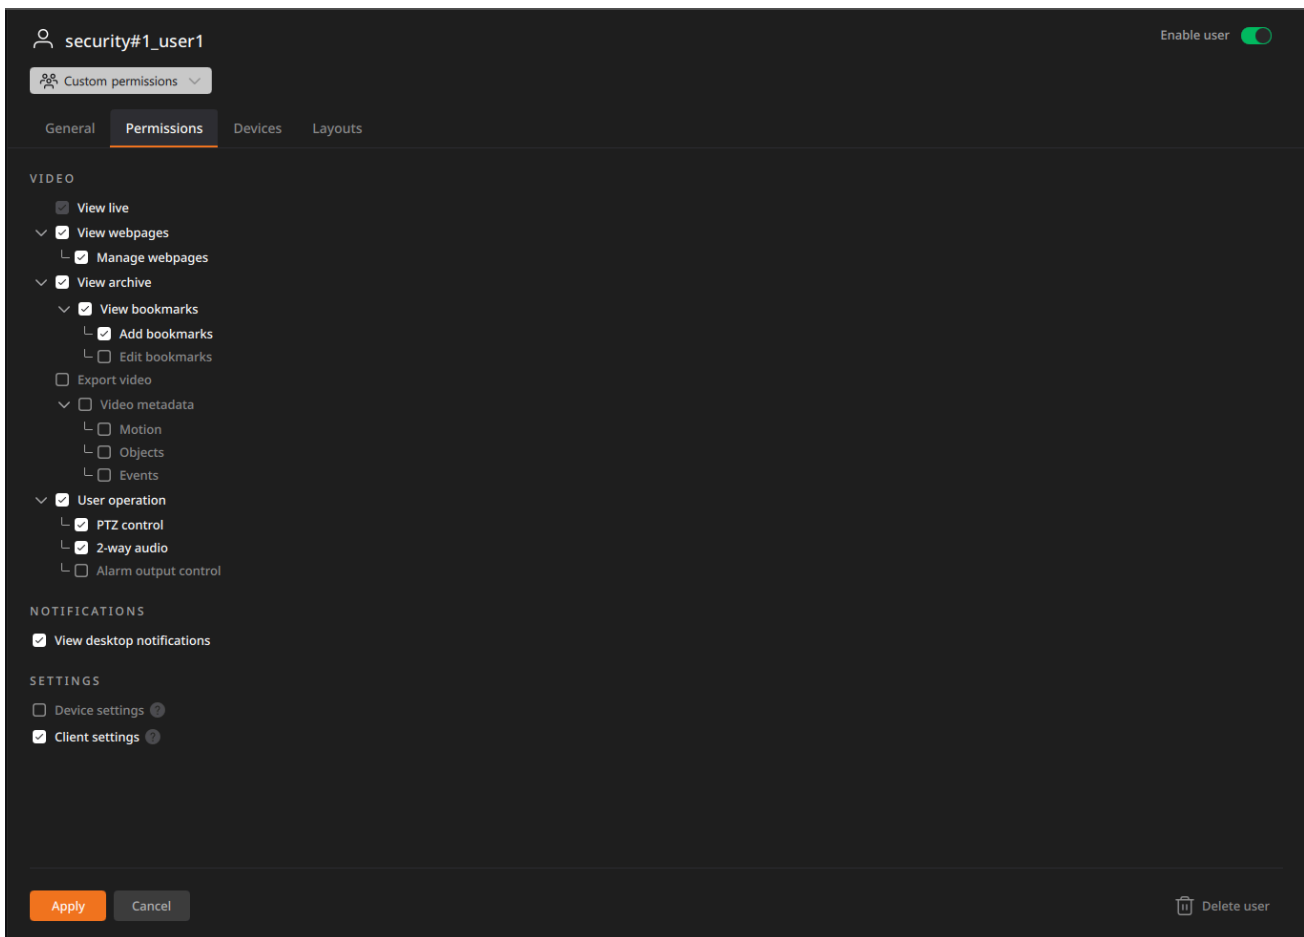 security#1_user1
Enable user
Custom permissions
General Permissions Devices Layouts
VIDEO
View live
View webpages
Manage webpages
View archive
View bookmarks
Add bookmarks
Edit bookmarks
Export video
Video metadata
Motion
Objects
Events
User operation
PTZ control
2-way audio
Alarm output control
NOTIFICATIONS
View desktop notifications
SETTINGS
Device settings ?
Client settings ?
Apply Cancel Delete user